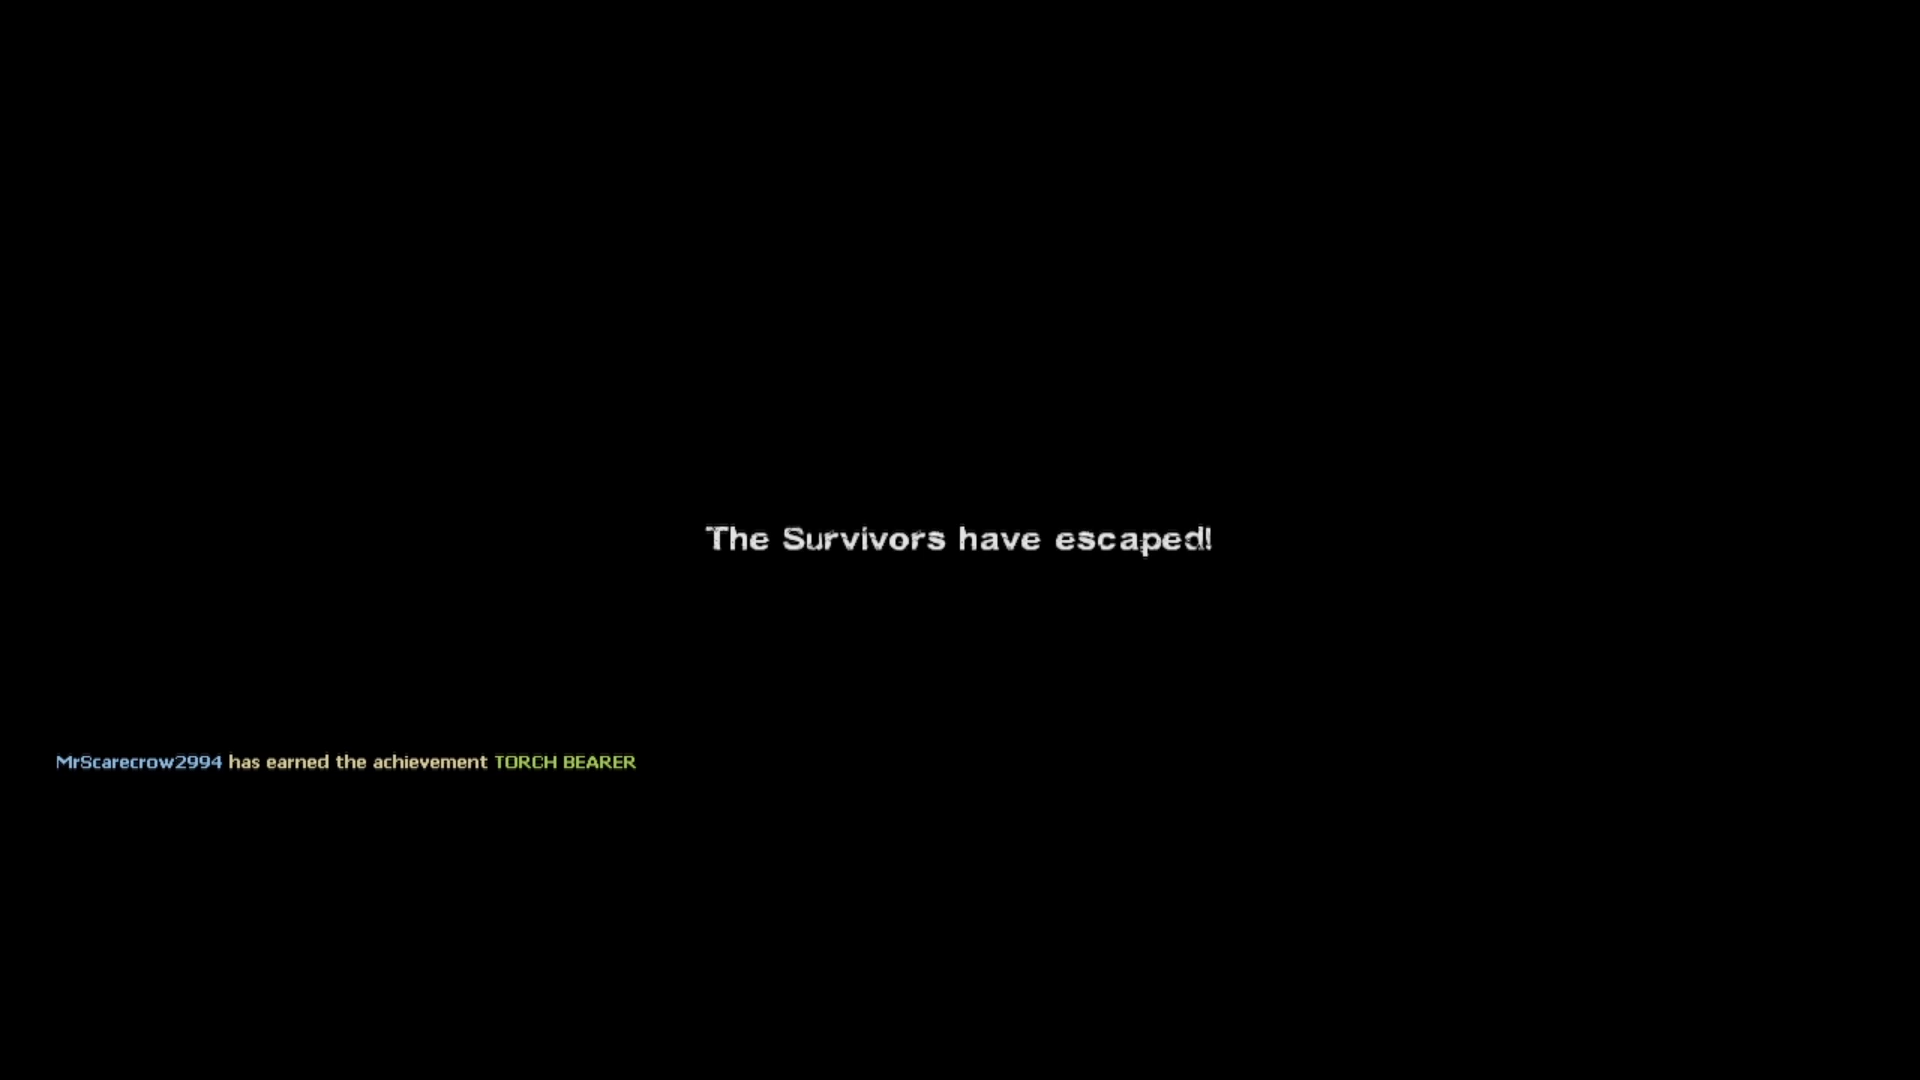 The Survivors have escaped!
MrScarecrow2994 has earned the achievement TORCH BEARER